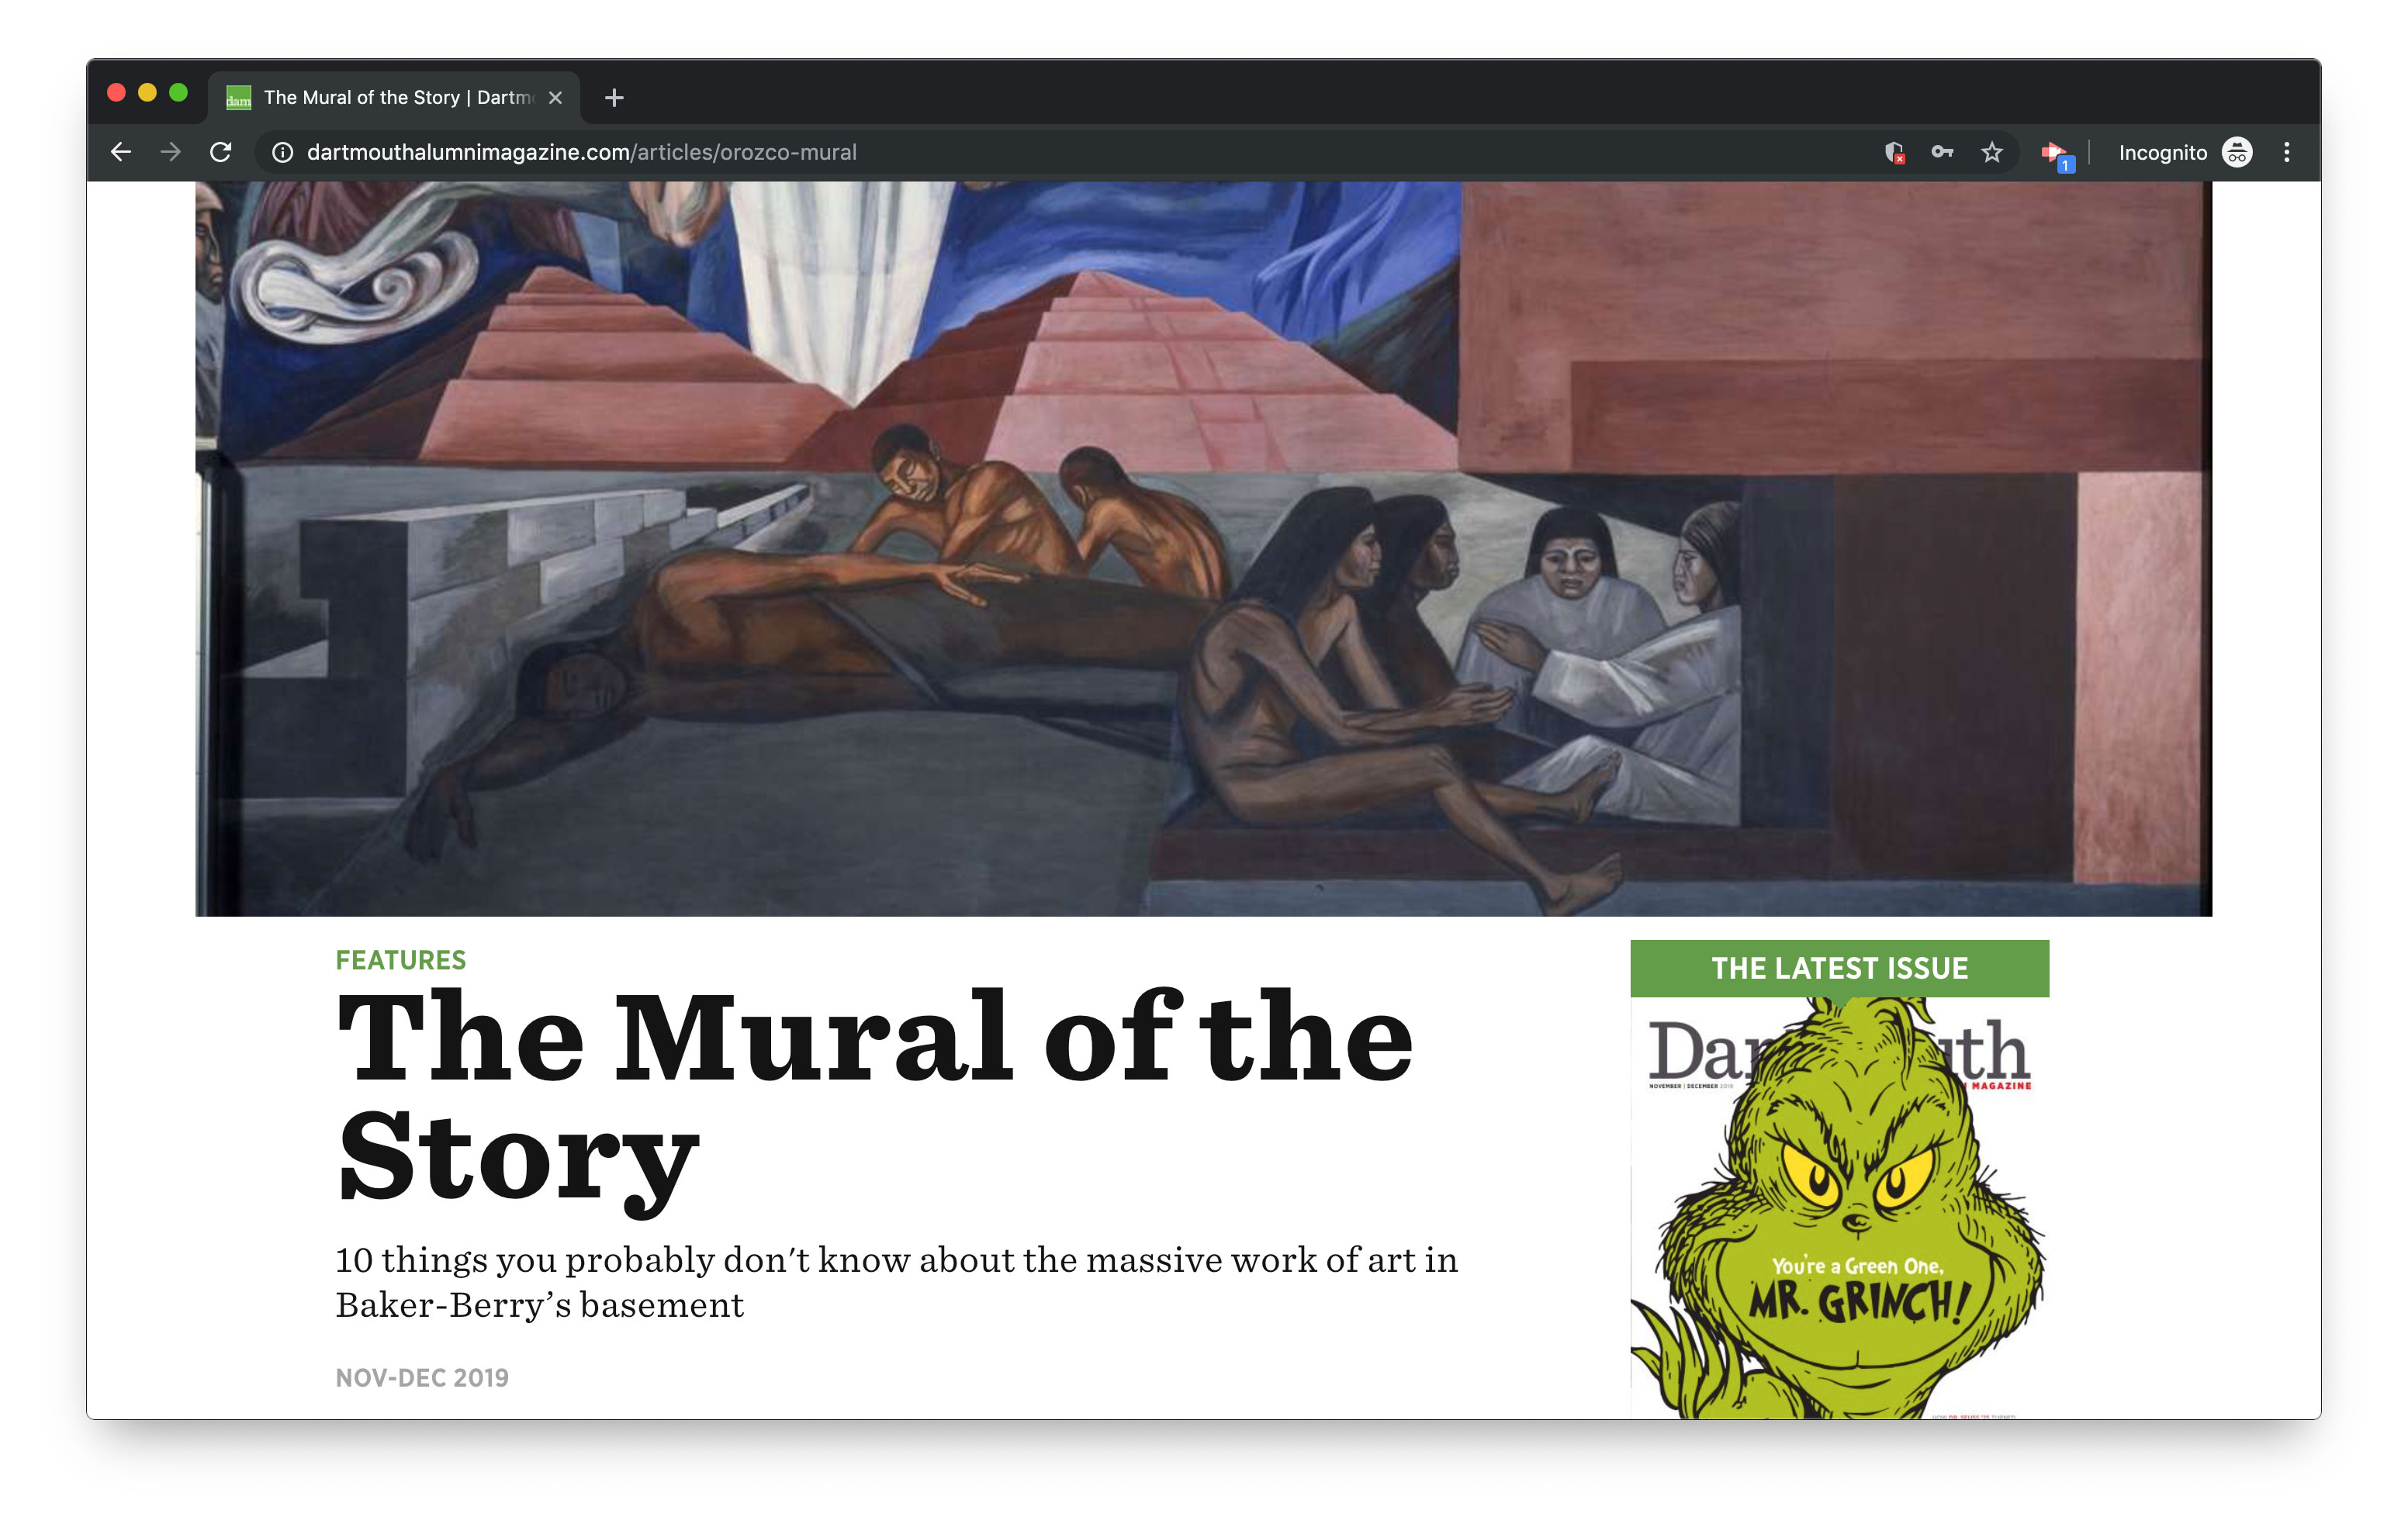 dam
The Mural of the Story | Dartm
dartmouthalumnimagazine.com/articles/orozco-mural
1
Incognito
FEATURES
The Mural of the
Story
10 things you probably don't know about the massive work of art in
Baker-Berry’s basement
NOV-DEC 2019
THE LATEST ISSUE
Dar uth
NOVEMBER | DECEMBER 2019
MAGAZINE
You're a Green One,
MR. GRINCH!